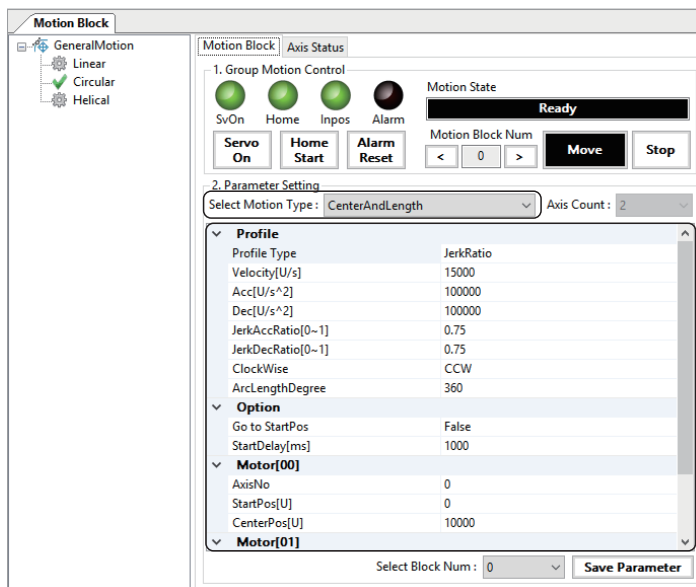 Motion Block
GeneralMotion
Linear
Circular
Helical
Motion Block Axis Status
1. Group Motion Control
SvOn Home Inpos Alarm
Motion State
Ready
Servo On Home Start Alarm Reset
Motion Block Num
< 0 > Move Stop
2. Parameter Setting
Select Motion Type : CenterAndLength Axis Count : 2
Profile
Profile Type JerkRatio
Velocity[U/s] 15000
Acc[U/s^2] 100000
Dec[U/s^2] 100000
JerkAccRatio[0~1] 0.75
JerkDecRatio[0~1] 0.75
ClockWise CCW
ArcLengthDegree 360
Option
Go to StartPos False
StartDelay[ms] 1000
Motor[00]
AxisNo 0
StartPos[U] 0
CenterPos[U] 10000
Motor[01]
Select Block Num : 0 Save Parameter